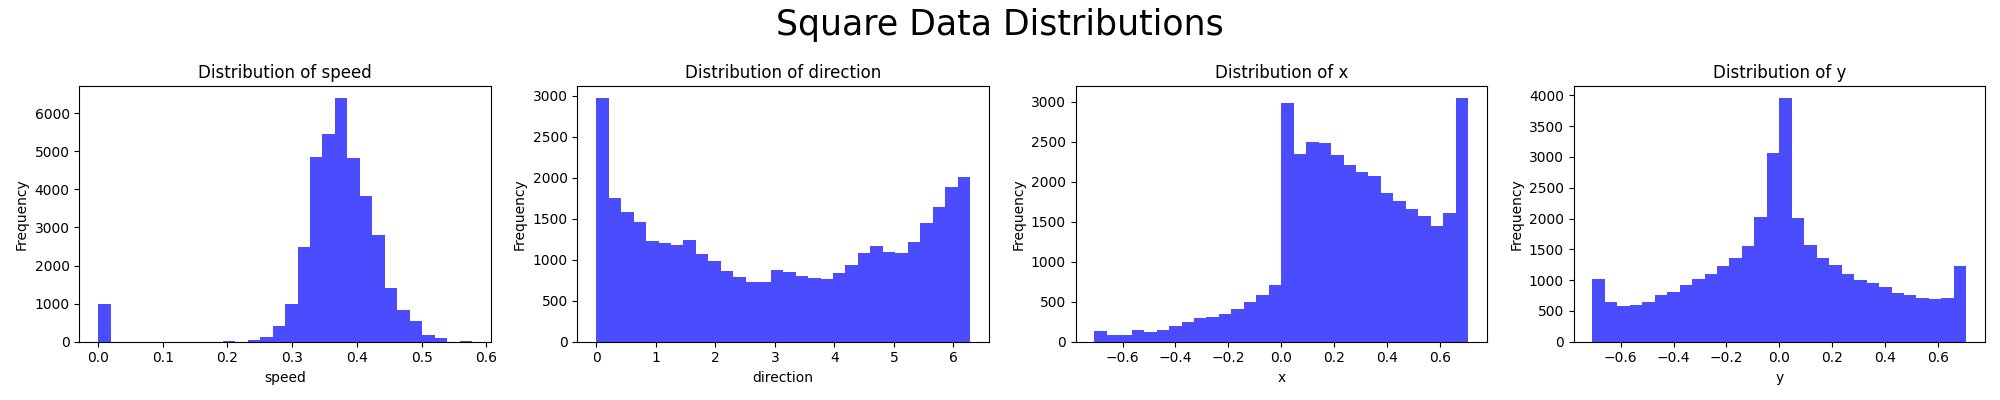 Square Data Distributions
Distribution of speed
Frequency
6000
5000
4000
3000
2000
1000
0
0.0 0.1 0.2 0.3 0.4 0.5 0.6
speed
Distribution of direction
Frequency
3000
2500
2000
1500
1000
500
0
0 1 2 3 4 5 6
direction
Distribution of x
Frequency
3000
2500
2000
1500
1000
500
0
−0.6 −0.4 −0.2 0.0 0.2 0.4 0.6
x
Distribution of y
Frequency
4000
3500
3000
2500
2000
1500
1000
500
0
−0.6 −0.4 −0.2 0.0 0.2 0.4 0.6
y